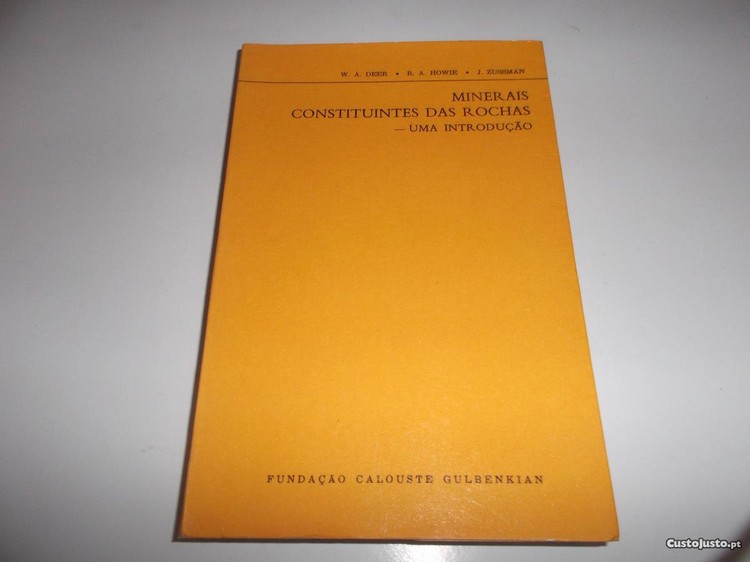 W. A. DEER • R. A. HOWIE • J. ZUSSMAN
MINERAIS
CONSTITUINTES DAS ROCHAS
— UMA INTRODUÇÃO
FUNDAÇÃO CALOUSTE GULBENKIAN
CustoJusto.pt